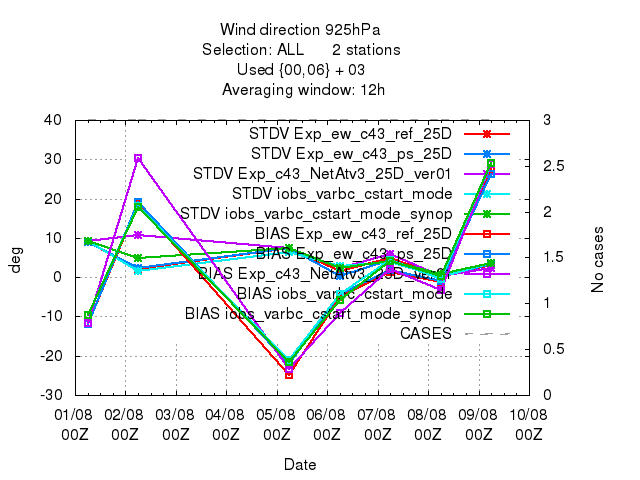 Wind direction 925hPa
Selection: ALL 2 stations
Used {00,06} + 03
Averaging window: 12h
40
30
20
10
0
-10
-20
-30
deg
3
2.5
2
1.5
1
0.5
0
No cases
STDV Exp_ew_c43_ref_25D
STDV Exp_ew_c43_ps_25D
STDV Exp_c43_NetAtv3_25D_ver01
STDV iobs_varbc_cstart_mode
STDV iobs_varbc_cstart_mode_synop
BIAS Exp_ew_c43_ref_25D
BIAS Exp_ew_c43_ps_25D
BIAS Exp_c43_NetAtv3_25D_ver01
BIAS iobs_varbc_cstart_mode
BIAS iobs_varbc_cstart_mode_synop
CASES
01/08 02/08 03/08 04/08 05/08 06/08 07/08 08/08 09/08 10/08
00Z 00Z 00Z 00Z 00Z 00Z 00Z 00Z 00Z 00Z
Date